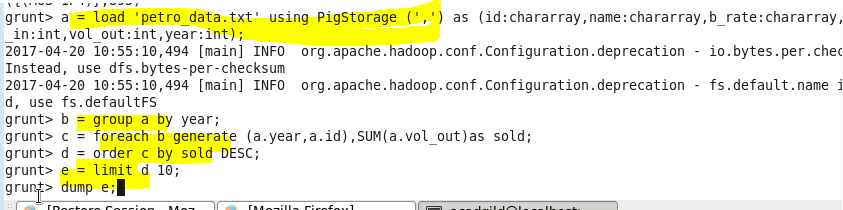 grunt> a = load 'petro_data.txt' using PigStorage (',') as (id:chararray,name:chararray,b_rate:chararray,
_in:int,vol_out:int,year:int);
2017-04-20 10:55:10,494 [main] INFO  org.apache.hadoop.conf.Configuration.deprecation - io.bytes.per.chec
Instead, use dfs.bytes-per-checksum
2017-04-20 10:55:10,494 [main] INFO  org.apache.hadoop.conf.Configuration.deprecation - fs.default.name i
d, use fs.defaultFS
grunt> b = group a by year;
grunt> c = foreach b generate (a.year,a.id),SUM(a.vol_out)as sold;
grunt> d = order c by sold DESC;
grunt> e = limit d 10;
grunt> dump e;
[Restore Session - Moz... [Mozilla Firefox]